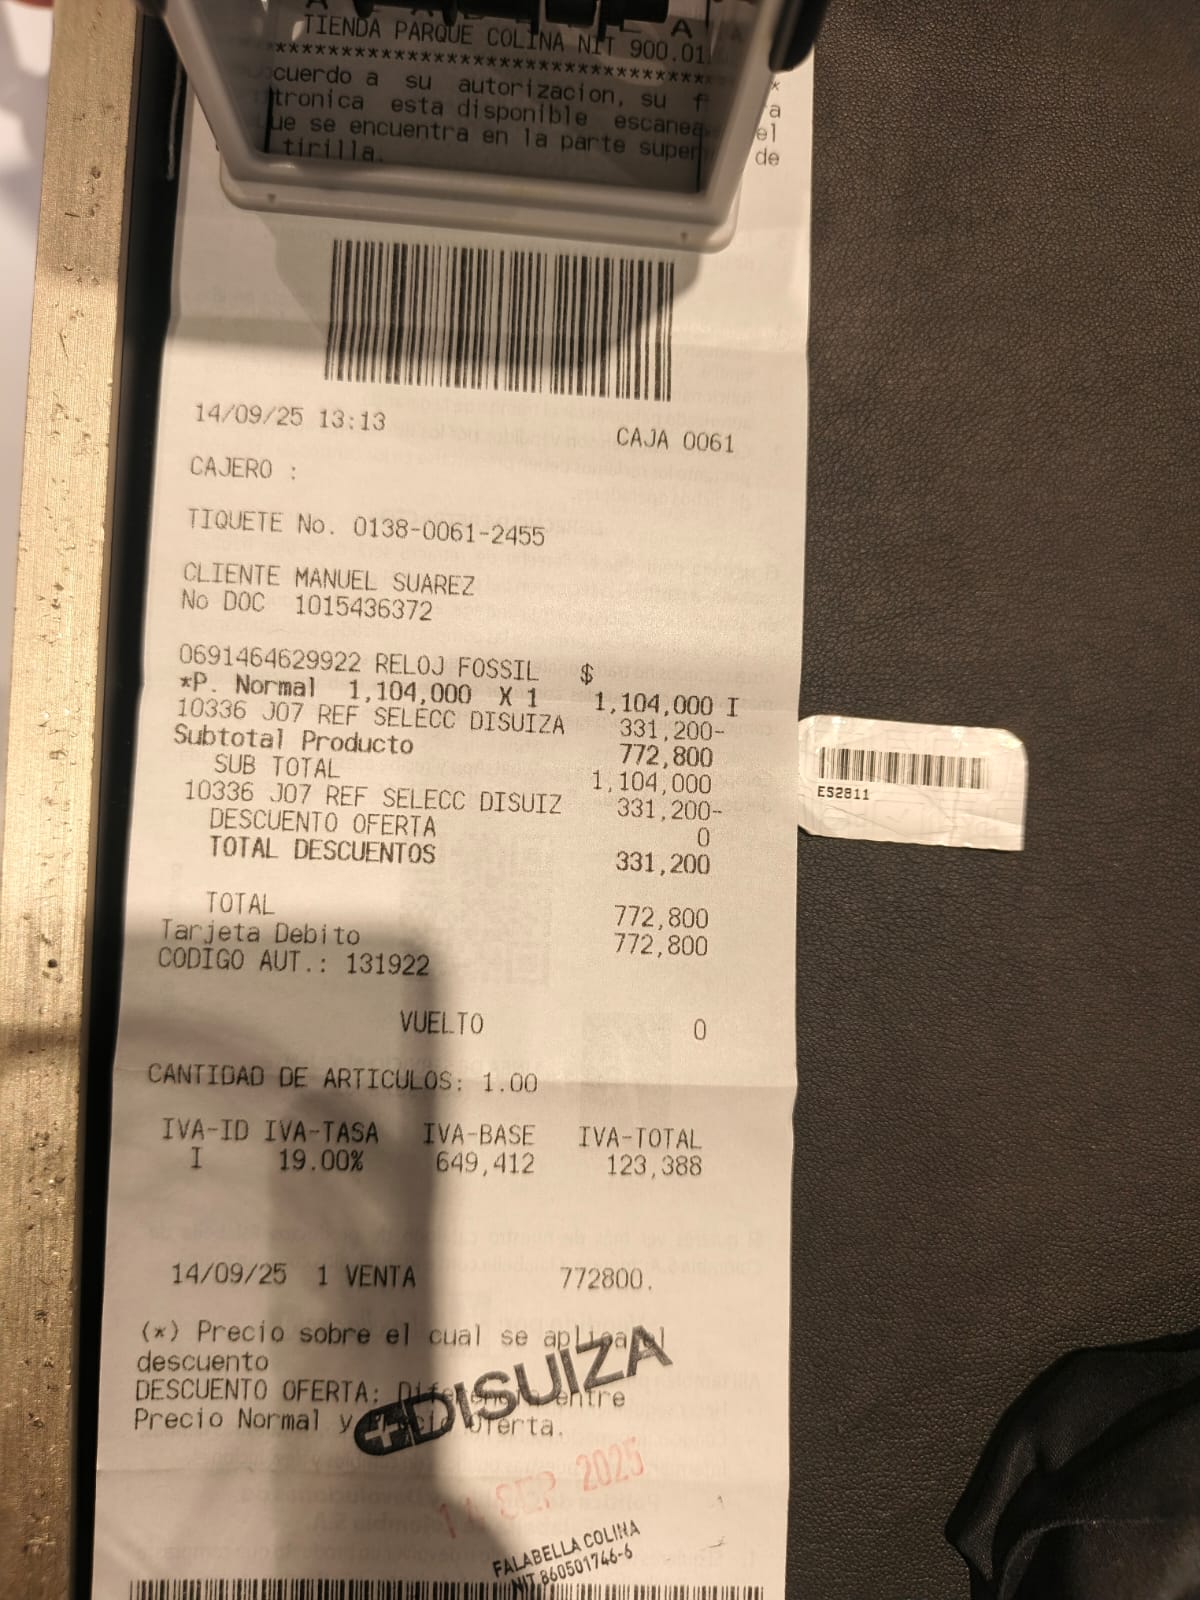 TIENDA PARQUE COLINA NIT 900.01
*****************************************
cuerdo a su autorizacion, su f
tronica esta disponible escanea
ue se encuentra en la parte super de
tirilla.
14/09/25 13:13 CAJA 0061
CAJERO :
TIQUETE No. 0138-0061-2455
CLIENTE MANUEL SUAREZ
No DOC 1015436372
0691464629922 RELOJ FOSSIL $
*P. Normal 1,104,000 X 1 1,104,000 I
10336 J07 REF SELECC DISUIZA 331,200-
Subtotal Producto 772,800
SUB TOTAL 1,104,000
10336 J07 REF SELECC DISUIZ 331,200-
DESCUENTO OFERTA 0
TOTAL DESCUENTOS 331,200
TOTAL 772,800
Tarjeta Debito 772,800
CODIGO AUT.: 131922
VUELTO 0
CANTIDAD DE ARTICULOS: 1.00
IVA-ID IVA-TASA IVA-BASE IVA-TOTAL
I 19.00% 649,412 123,388
14/09/25 1 VENTA 772800.
(*) Precio sobre el cual se aplica el
descuento
DESCUENTO OFERTA: Diferencia entre
Precio Normal y Precio Oferta.
DISUIZA
14 SEP 2025
FALABELLA COLINA
NIT.860501746-6
ES2811